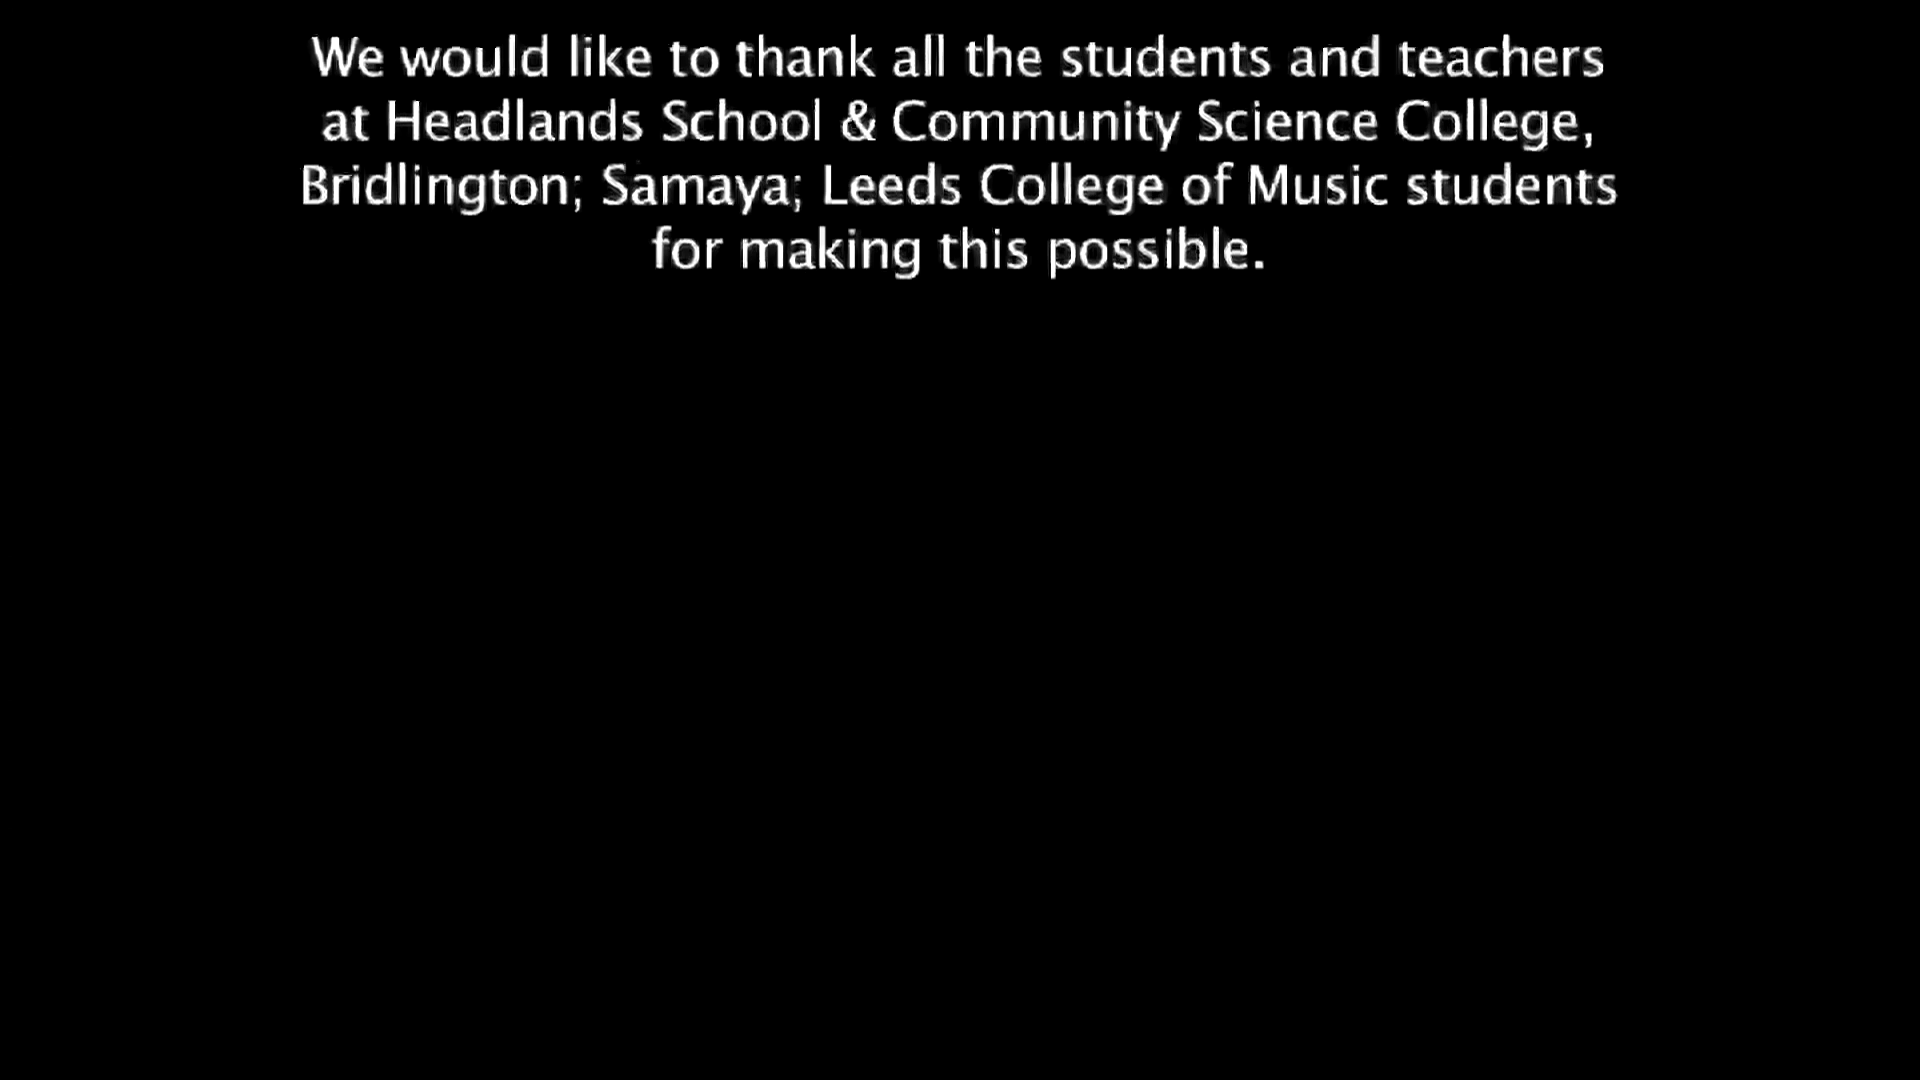 We would like to thank all the students and teachers
at Headlands School & Community Science College,
Bridlington; Samaya; Leeds College of Music students
for making this possible.